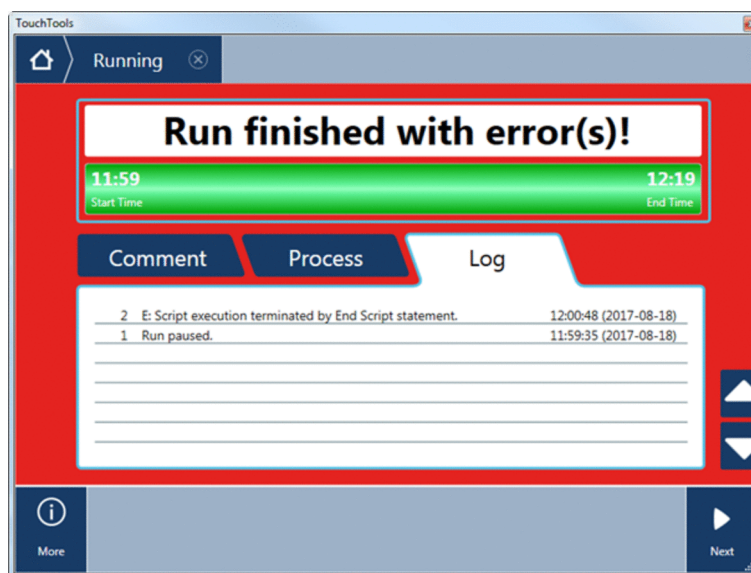 TouchTools
Running
Run finished with error(s)!
11:59 12:19
Start Time End Time
Comment Process Log
2 E: Script execution terminated by End Script statement. 12:00:48 (2017-08-18)
1 Run paused. 11:59:35 (2017-08-18)
More Next